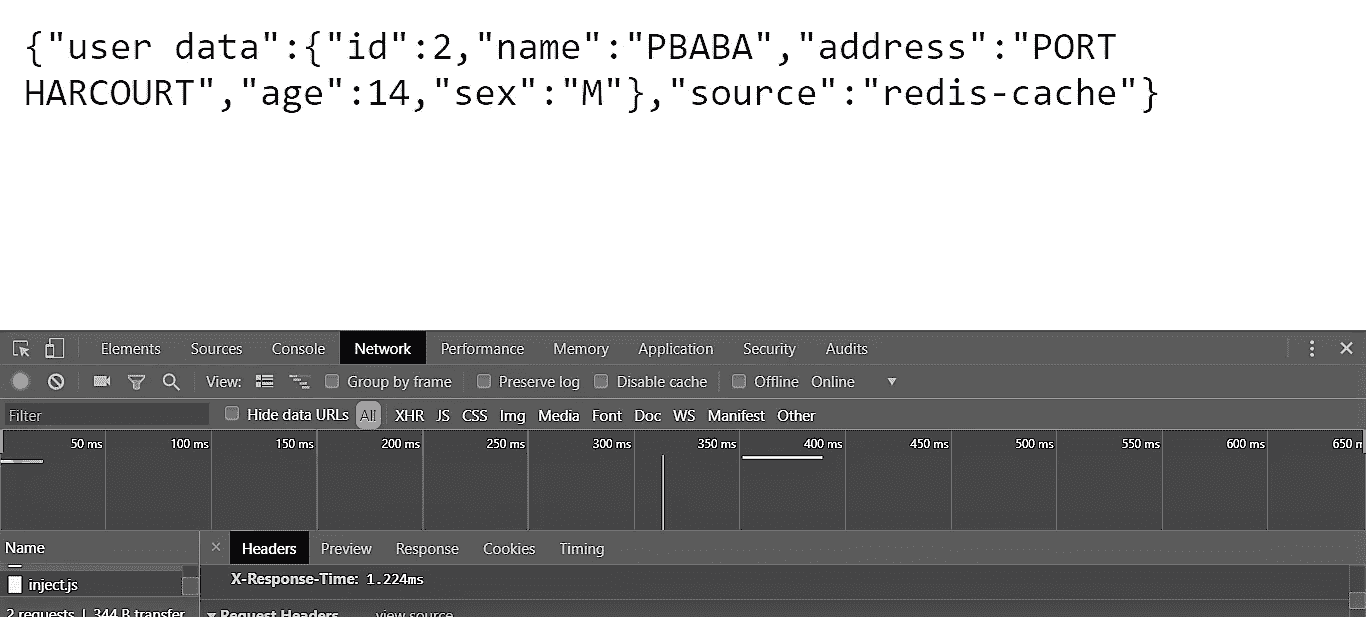 {"user data":{"id":2,"name":"PBABA","address":"PORT
HARCOURT","age":14,"sex":"M"},"source":"redis-cache"}
Elements Sources Console Network Performance Memory Application Security Audits
View: Group by frame Preserve log Disable cache Offline Online
Filter Hide data URLs All XHR JS CSS Img Media Font Doc WS Manifest Other
50 ms 100 ms 150 ms 200 ms 250 ms 300 ms 350 ms 400 ms 450 ms 500 ms 550 ms 600 ms 650 m
Name Headers Preview Response Cookies Timing
X-Response-Time: 1.224ms
inject.js
2 requests | 344 B transfer Request Headers view source